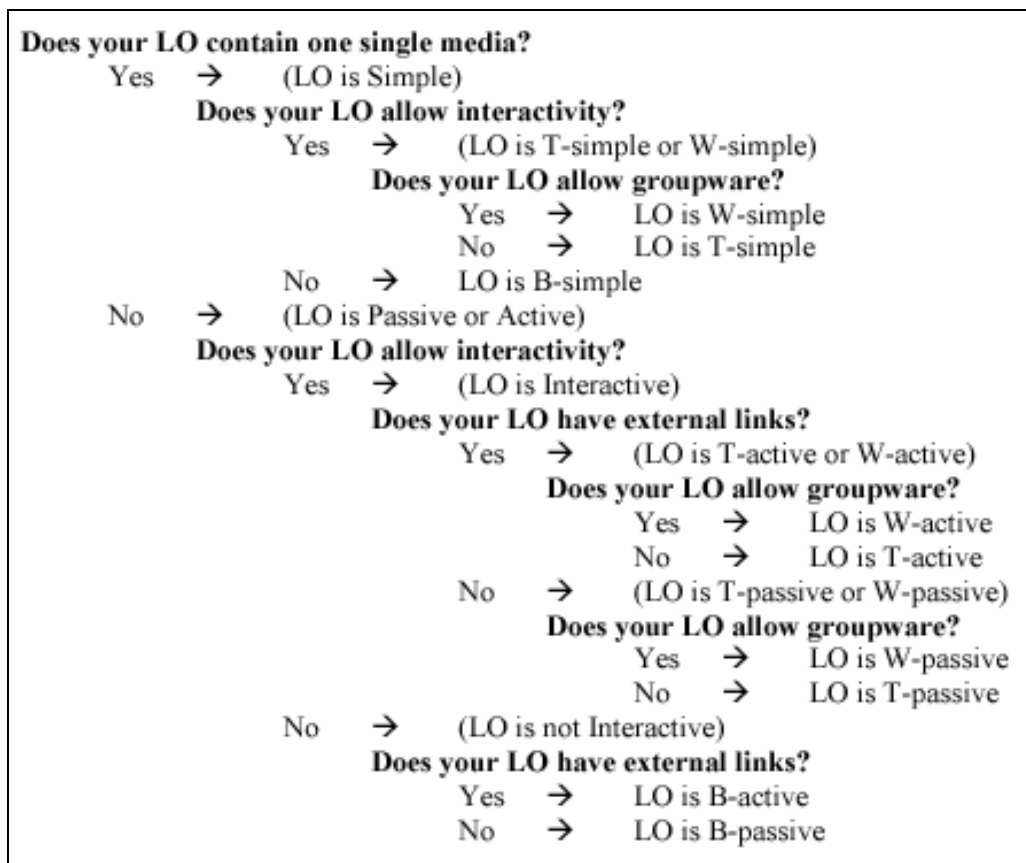 Does your LO contain one single media?
Yes → (LO is Simple)
Does your LO allow interactivity?
Yes → (LO is T-simple or W-simple)
Does your LO allow groupware?
Yes → LO is W-simple
No → LO is T-simple
No → LO is B-simple
No → (LO is Passive or Active)
Does your LO allow interactivity?
Yes → (LO is Interactive)
Does your LO have external links?
Yes → (LO is T-active or W-active)
Does your LO allow groupware?
Yes → LO is W-active
No → LO is T-active
No → (LO is T-passive or W-passive)
Does your LO allow groupware?
Yes → LO is W-passive
No → LO is T-passive
No → (LO is not Interactive)
Does your LO have external links?
Yes → LO is B-active
No → LO is B-passive